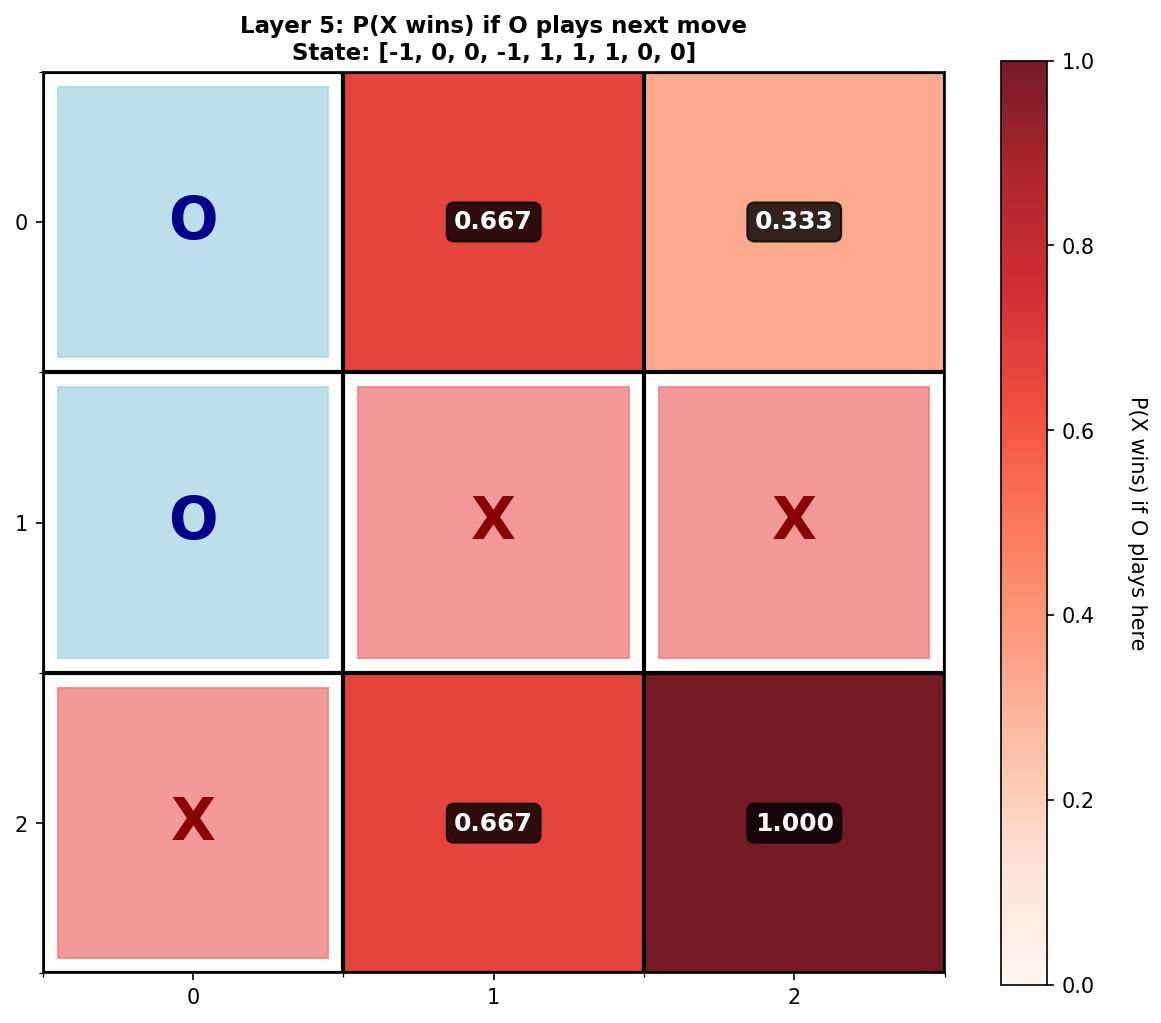 Layer 5: P(X wins) if O plays next move
State: [-1, 0, 0, -1, 1, 1, 1, 0, 0]
0
O
0.667
0.333
1
O
X
X
2
X
0.667
1.000
0
1
2
1.0
0.8
0.6
0.4
0.2
0.0
P(X wins) if O plays here